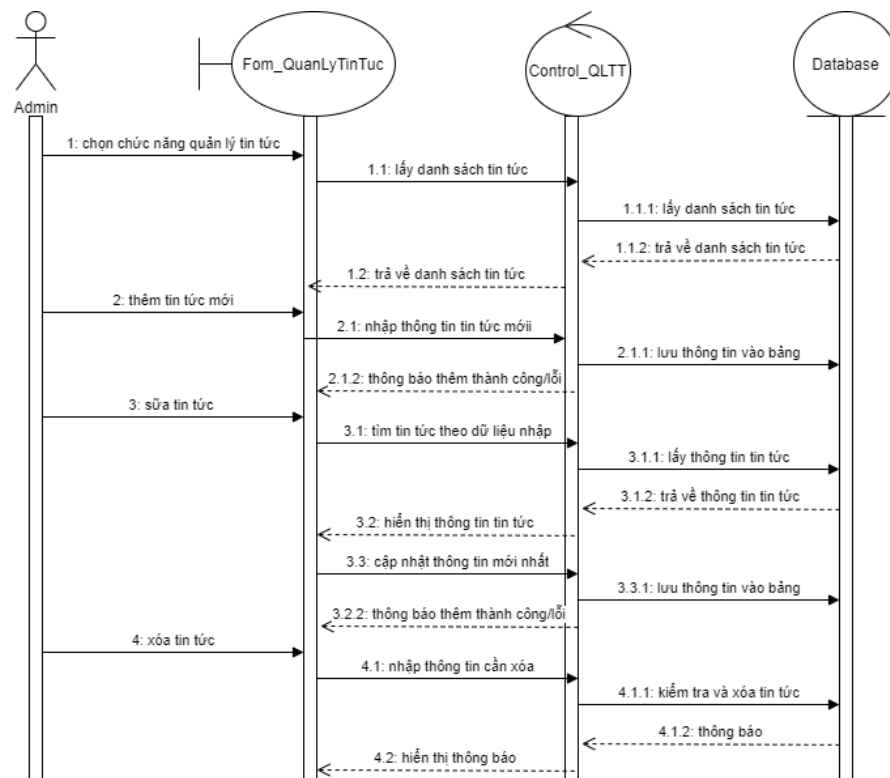 Fom_QuanLyTinTuc
Control_QLTT
Database
Admin
1: chọn chức năng quản lý tin tức
1.1: lấy danh sách tin tức
1.1.1: lấy danh sách tin tức
1.1.2: trả về danh sách tin tức
1.2: trả về danh sách tin tức
2: thêm tin tức mới
2.1: nhập thông tin tin tức mớii
2.1.1: lưu thông tin vào bảng
2.1.2: thông báo thêm thành công/lỗi
3: sữa tin tức
3.1: tìm tin tức theo dữ liệu nhập
3.1.1: lấy thông tin tin tức
3.1.2: trả về thông tin tin tức
3.2: hiển thị thông tin tin tức
3.3: cập nhật thông tin mới nhất
3.3.1: lưu thông tin vào bảng
3.2.2: thông báo thêm thành công/lỗi
4: xóa tin tức
4.1: nhập thông tin cần xóa
4.1.1: kiểm tra và xóa tin tức
4.1.2: thông báo
4.2: hiển thị thông báo